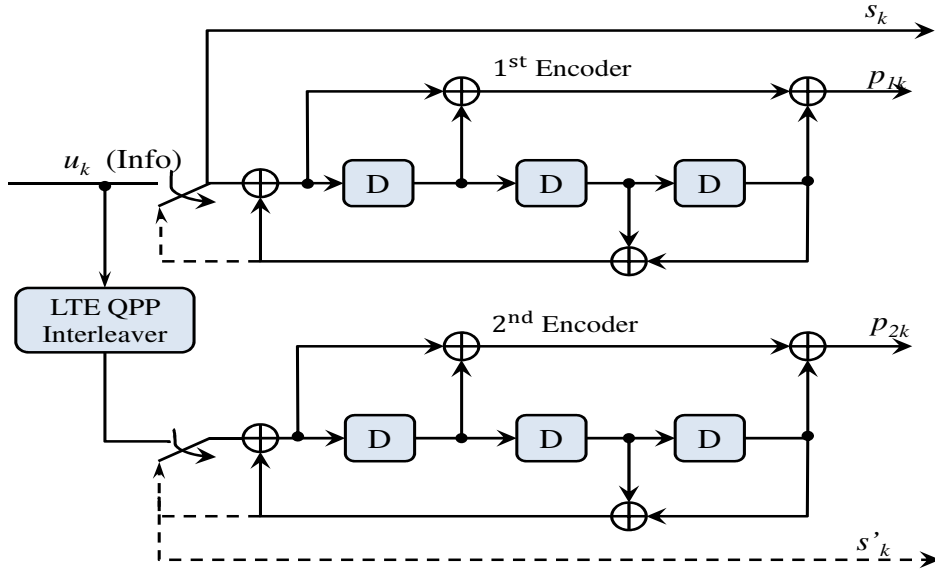 s_k
1st Encoder
p_1k
u_k (Info)
D D D
LTE QPP
Interleaver
2nd Encoder
p_2k
D D D
s'_k